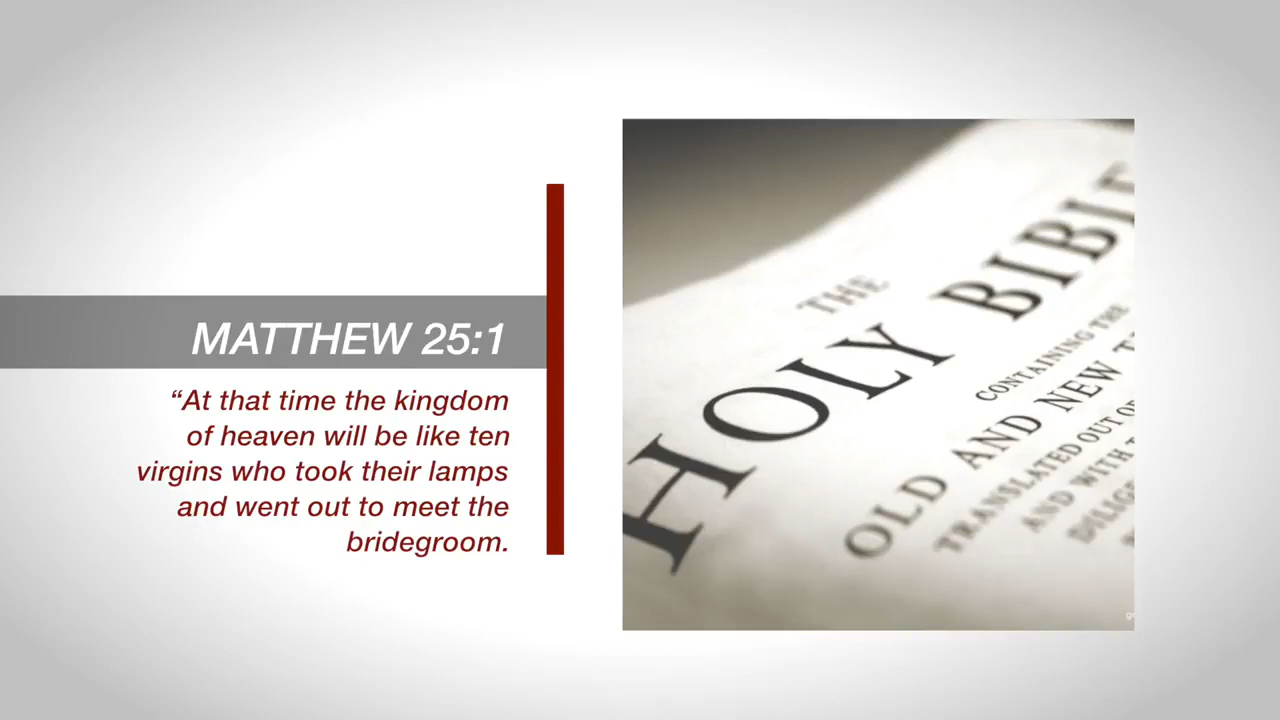 MATTHEW 25:1
“At that time the kingdom
of heaven will be like ten
virgins who took their lamps
and went out to meet the
bridegroom.
THE
HOLY BIBLE
CONTAINING THE
OLD AND NEW
TRANSLATED OUT OF
AND WITH